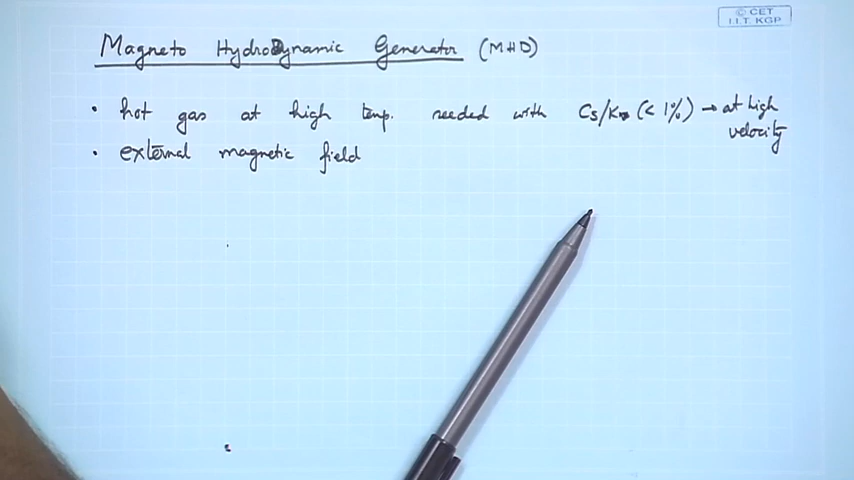 © CET
I.I.T. KGP
Magneto HydroDynamic Generator (MHD)
• hot gas at high temp. needed with Cs/K (< 1%) → at high
velocity
• external magnetic field